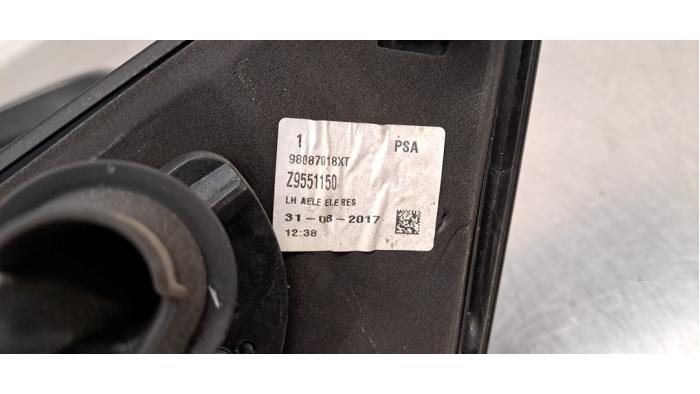 1 PSA
98087018XT
Z9551150
LH AELE ELE RES
31-08-2017
12:38